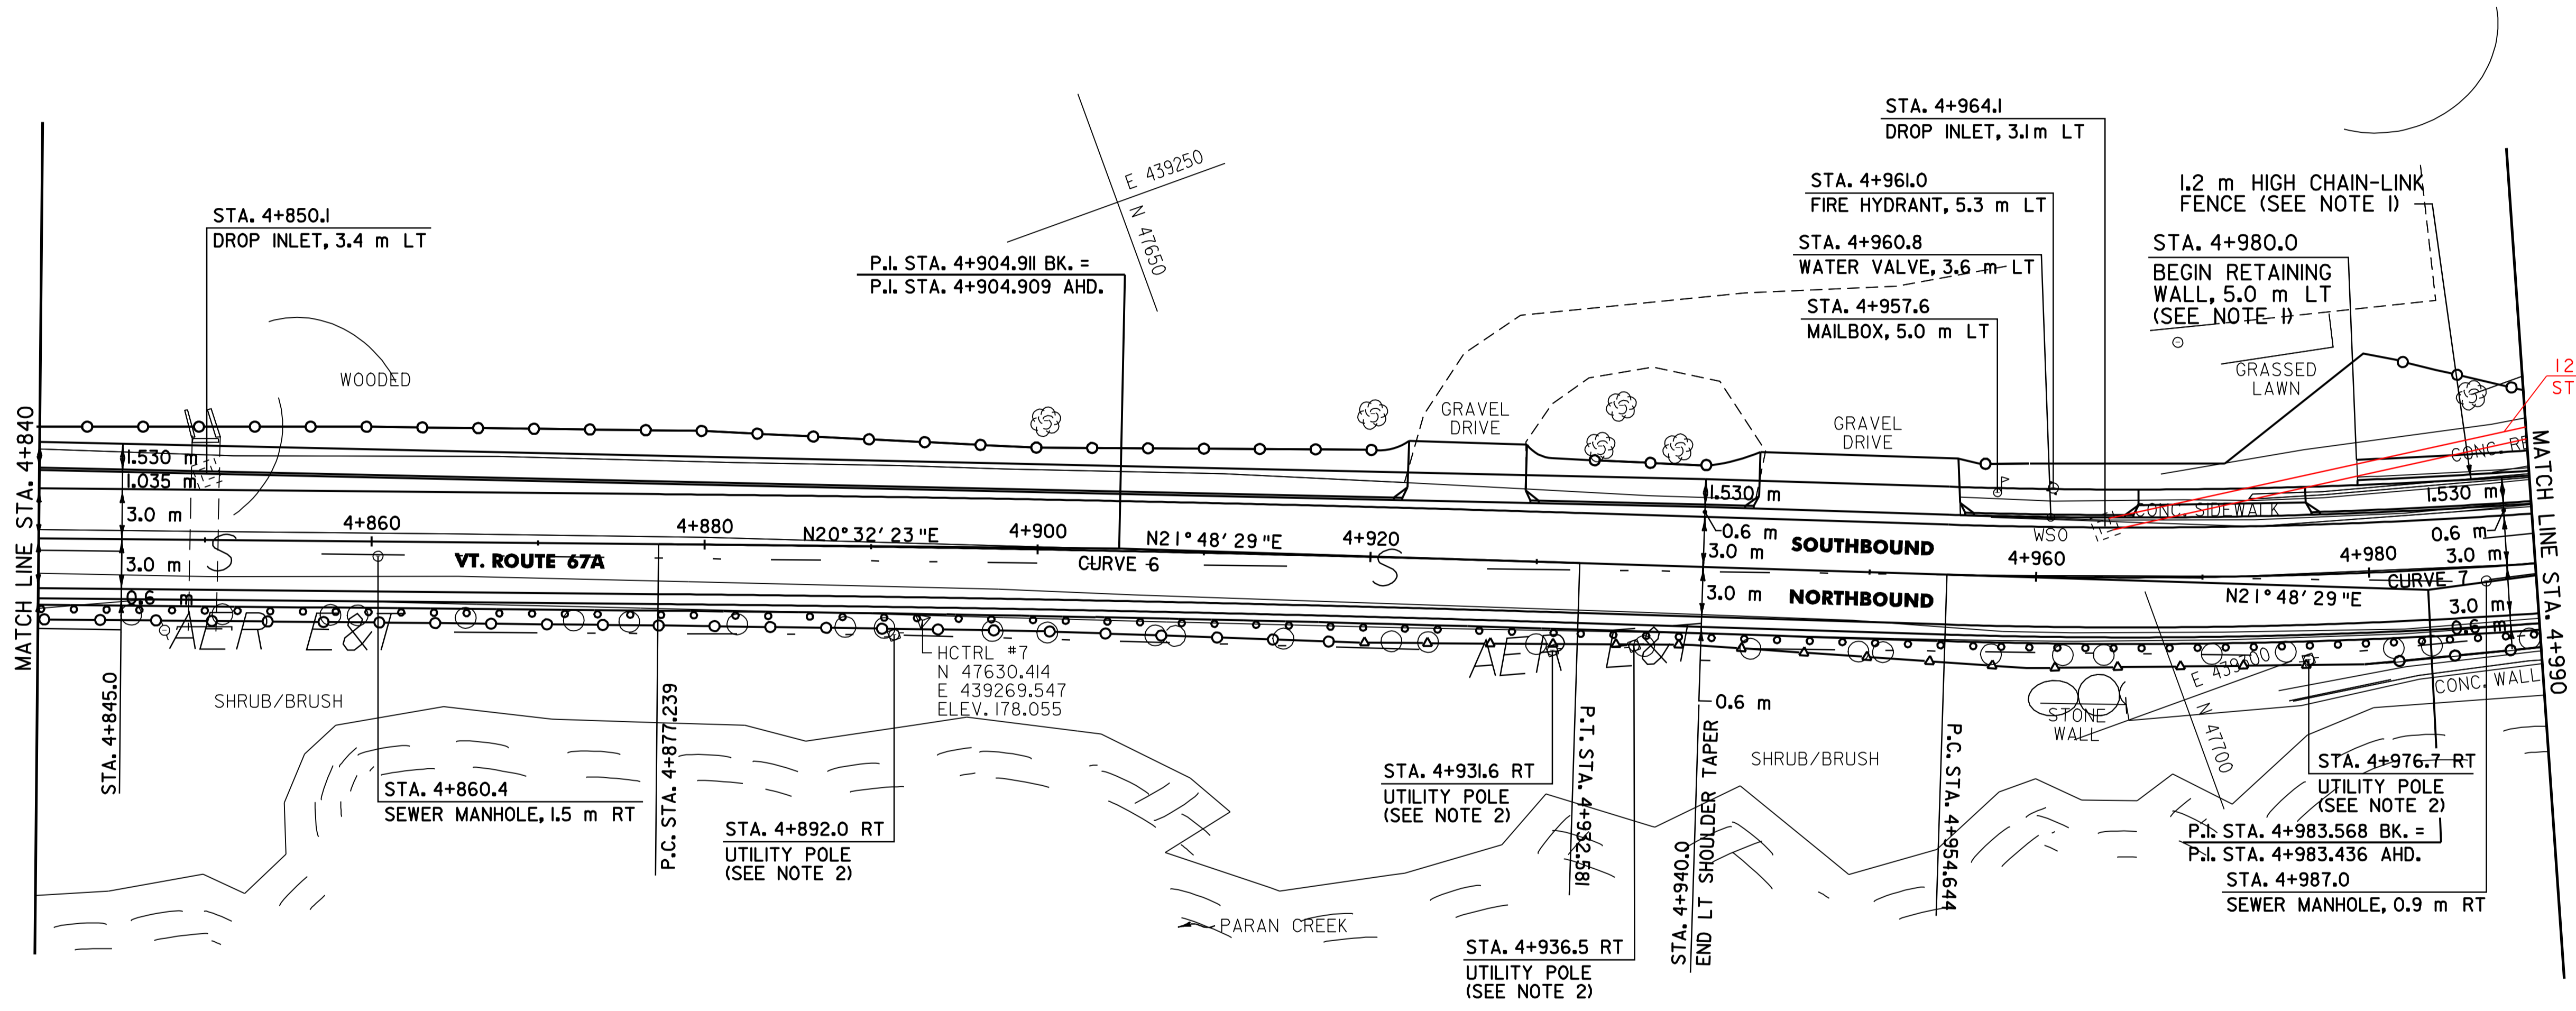 MATCH LINE STA. 4+840
STA. 4+850.1
DROP INLET, 3.4 m LT
WOODED
1.530 m
1.035 m
3.0 m
3.0 m
0.6 m
STA. 4+845.0
4+860
VT. ROUTE 67A
S
AER E&T
SHRUB/BRUSH
STA. 4+860.4
SEWER MANHOLE, 1.5 m RT
P.C. STA. 4+877.239
4+880
N20°32'23"E
4+900
P.I. STA. 4+904.911 BK. =
P.I. STA. 4+904.909 AHD.
E 439250
N 47650
N21°48'29"E
CURVE 6
4+920
S
HCTRL #7
N 47630.414
E 439269.547
ELEV. 178.055
STA. 4+892.0 RT
UTILITY POLE
(SEE NOTE 2)
PARAN CREEK
GRAVEL
DRIVE
GRAVEL
DRIVE
AER E&T
STA. 4+931.6 RT
UTILITY POLE
(SEE NOTE 2)
STA. 4+936.5 RT
UTILITY POLE
(SEE NOTE 2)
P.T. STA. 4+932.581
STA. 4+940.0
END LT SHOULDER TAPER
1.530 m
0.6 m
3.0 m
3.0 m
0.6 m
SOUTHBOUND
NORTHBOUND
SHRUB/BRUSH
P.C. STA. 4+954.644
STA. 4+964.1
DROP INLET, 3.1 m LT
STA. 4+961.0
FIRE HYDRANT, 5.3 m LT
STA. 4+960.8
WATER VALVE, 3.6 m LT
STA. 4+957.6
MAILBOX, 5.0 m LT
1.2 m HIGH CHAIN-LINK
FENCE (SEE NOTE 1)
STA. 4+980.0
BEGIN RETAINING
WALL, 5.0 m LT
(SEE NOTE 1)
GRASSED
LAWN
12
ST
CONC. RE
CONC. SIDEWALK
WSO
4+960
4+980
1.530 m
0.6 m
3.0 m
CURVE 7
N21°48'29"E
3.0 m
0.6 m
E 439300
N 47700
STONE
WALL
CONC. WALL
STA. 4+976.7 RT
UTILITY POLE
(SEE NOTE 2)
P.I. STA. 4+983.568 BK. =
P.I. STA. 4+983.436 AHD.
STA. 4+987.0
SEWER MANHOLE, 0.9 m RT
MATCH LINE STA. 4+990